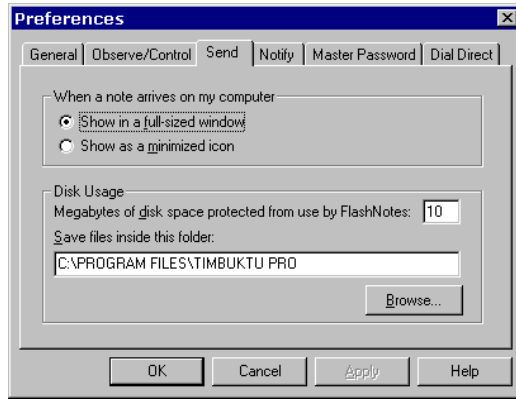 Preferences
General Observe/Control Send Notify Master Password Dial Direct
When a note arrives on my computer
Show in a full-sized window
Show as a minimized icon
Disk Usage
Megabytes of disk space protected from use by FlashNotes: 10
Save files inside this folder:
C:\PROGRAM FILES\TIMBUKTU PRO
Browse...
OK Cancel Apply Help